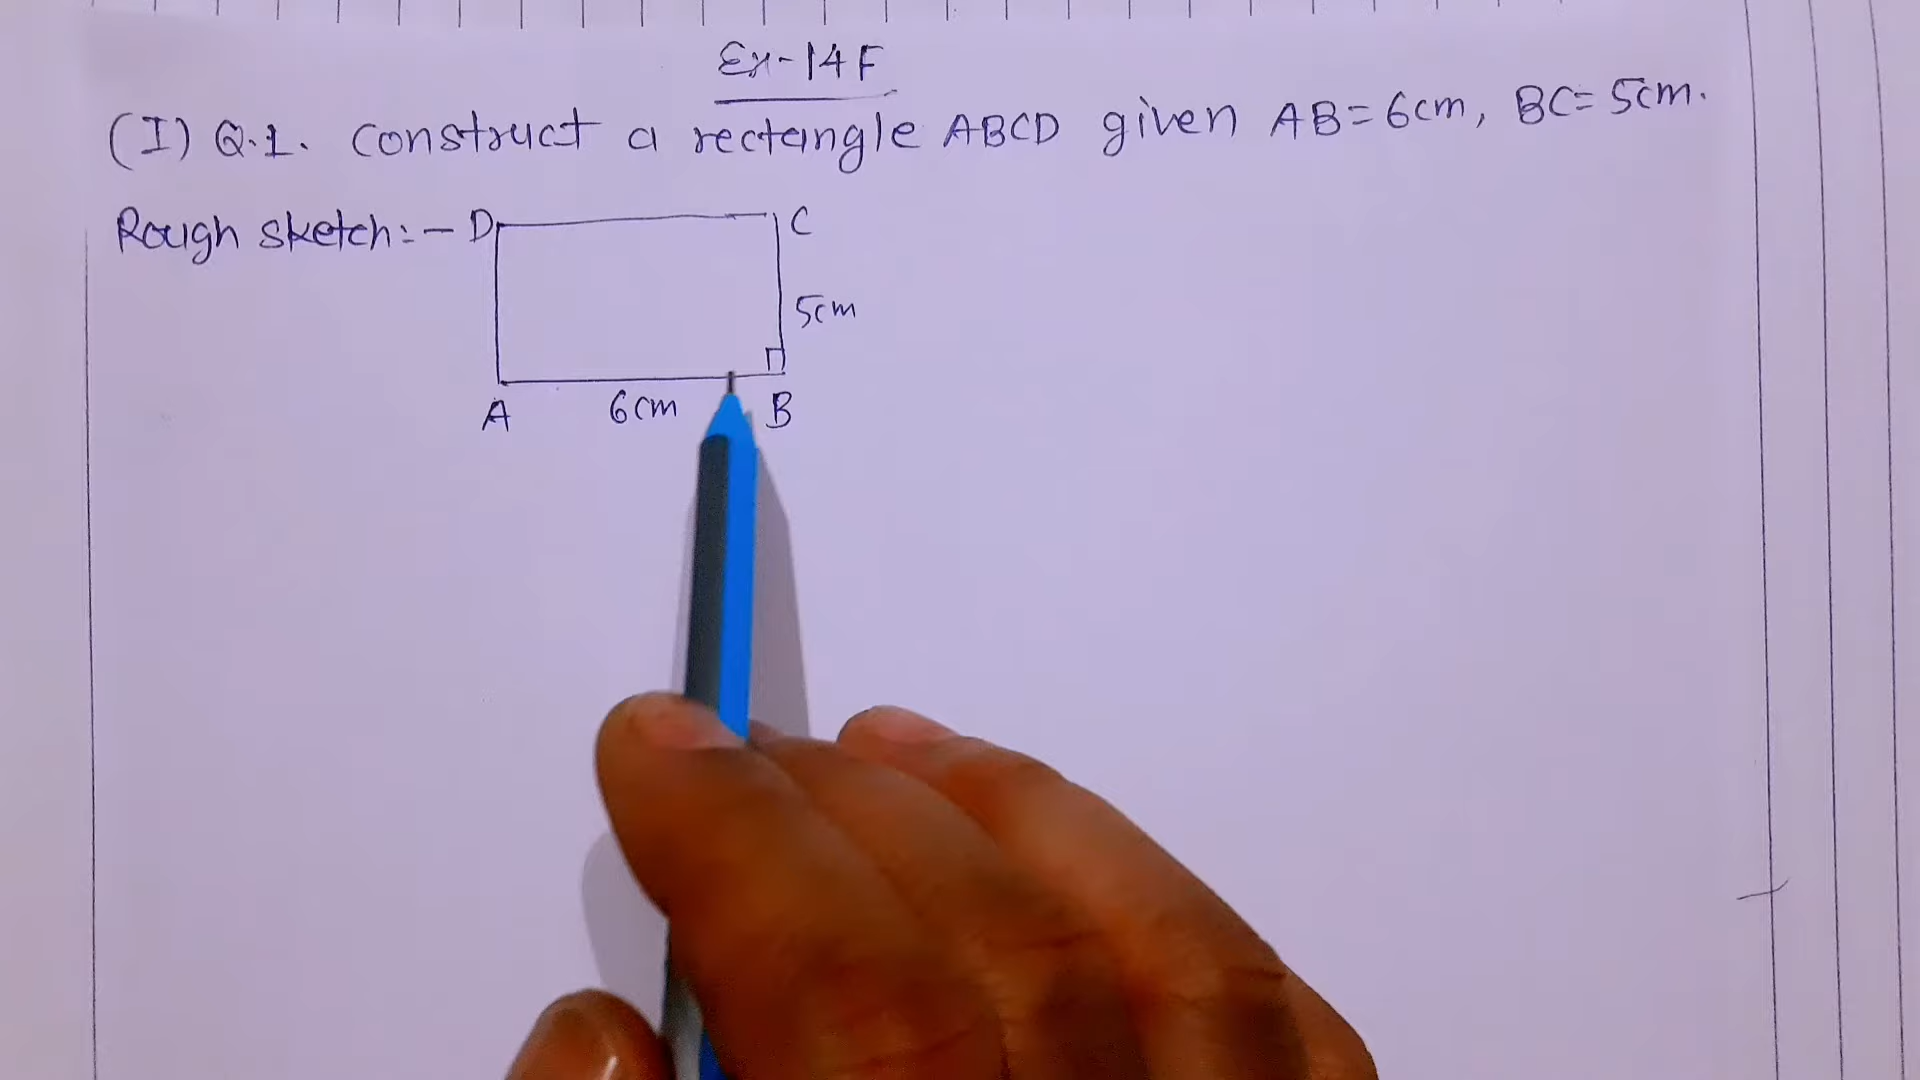 Ex-14F
(I) Q.1. Construct a rectangle ABCD given AB=6cm, BC=5cm.
Rough sketch:- D C
5cm
A 6cm B